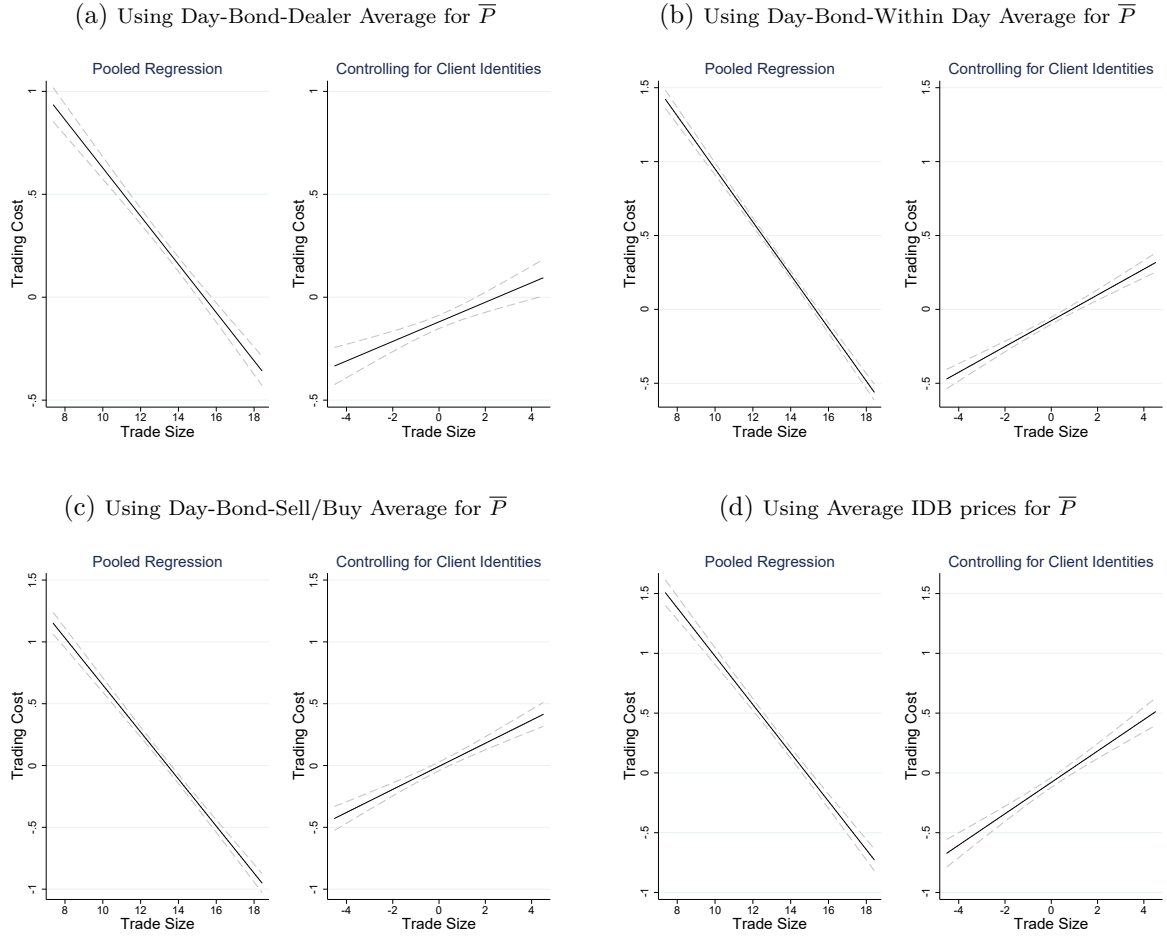 (a) Using Day-Bond-Dealer Average for P̅
(b) Using Day-Bond-Within Day Average for P̅
Pooled Regression
Controlling for Client Identities
Pooled Regression
Controlling for Client Identities
Trading Cost
1
.5
0
-.5
8 10 12 14 16 18
Trade Size
Trading Cost
1
.5
0
-.5
-4 -2 0 2 4
Trade Size
Trading Cost
1.5
1
.5
0
-.5
8 10 12 14 16 18
Trade Size
Trading Cost
1.5
1
.5
0
-.5
-4 -2 0 2 4
Trade Size
(c) Using Day-Bond-Sell/Buy Average for P̅
(d) Using Average IDB prices for P̅
Pooled Regression
Controlling for Client Identities
Pooled Regression
Controlling for Client Identities
Trading Cost
1.5
1
.5
0
-.5
-1
8 10 12 14 16 18
Trade Size
Trading Cost
1.5
1
.5
0
-.5
-1
-4 -2 0 2 4
Trade Size
Trading Cost
1.5
1
.5
0
-.5
-1
8 10 12 14 16 18
Trade Size
Trading Cost
1.5
1
.5
0
-.5
-1
-4 -2 0 2 4
Trade Size